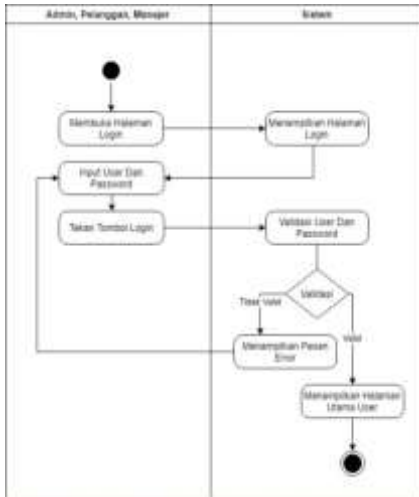 Admin, Pelanggan, Manajer
Sistem
Membuka Halaman
Login
Menampilkan Halaman
Login
Input User Dan
Password
Tekan Tombol Login
Validasi User Dan
Password
Validasi
Tidak Valid
Valid
Menampilkan Pesan
Error
Menampilkan Halaman
Utama User